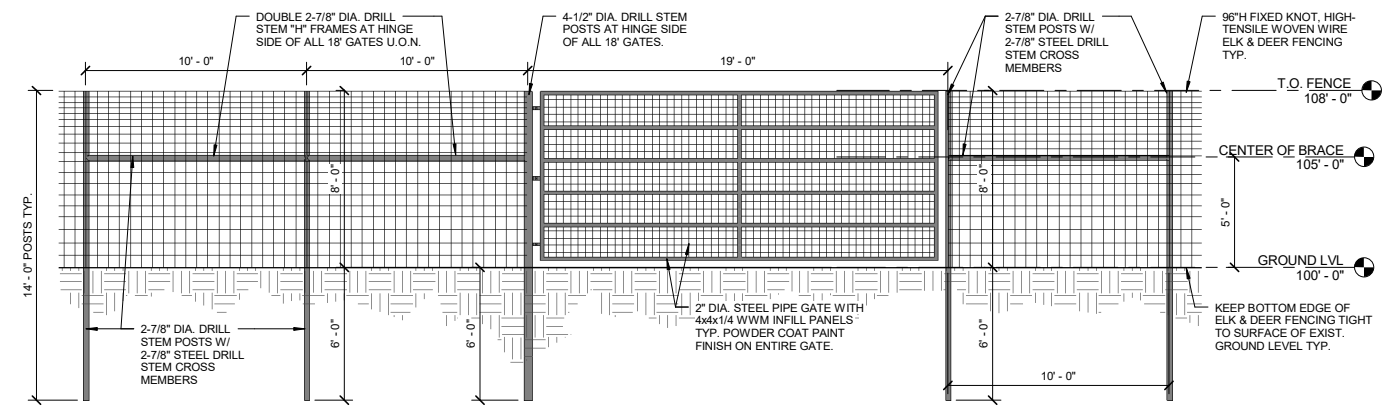 DOUBLE 2-7/8" DIA. DRILL
STEM "H" FRAMES AT HINGE
SIDE OF ALL 18' GATES U.O.N.
4-1/2" DIA. DRILL STEM
POSTS AT HINGE SIDE
OF ALL 18' GATES.
2-7/8" DIA. DRILL
STEM POSTS W/
2-7/8" STEEL DRILL
STEM CROSS
MEMBERS
96"H FIXED KNOT, HIGH-
TENSILE WOVEN WIRE
ELK & DEER FENCING
TYP.
10' - 0"
10' - 0"
19' - 0"
T.O. FENCE
108' - 0"
CENTER OF BRACE
105' - 0"
8' - 0"
8' - 0"
5' - 0"
14' - 0" POSTS TYP.
GROUND LVL
100' - 0"
2-7/8" DIA. DRILL
STEM POSTS W/
2-7/8" STEEL DRILL
STEM CROSS
MEMBERS
6' - 0"
6' - 0"
2" DIA. STEEL PIPE GATE WITH
4x4x1/4 WWM INFILL PANELS
TYP. POWDER COAT PAINT
FINISH ON ENTIRE GATE.
6' - 0"
KEEP BOTTOM EDGE OF
ELK & DEER FENCING TIGHT
TO SURFACE OF EXIST.
GROUND LEVEL TYP.
10' - 0"